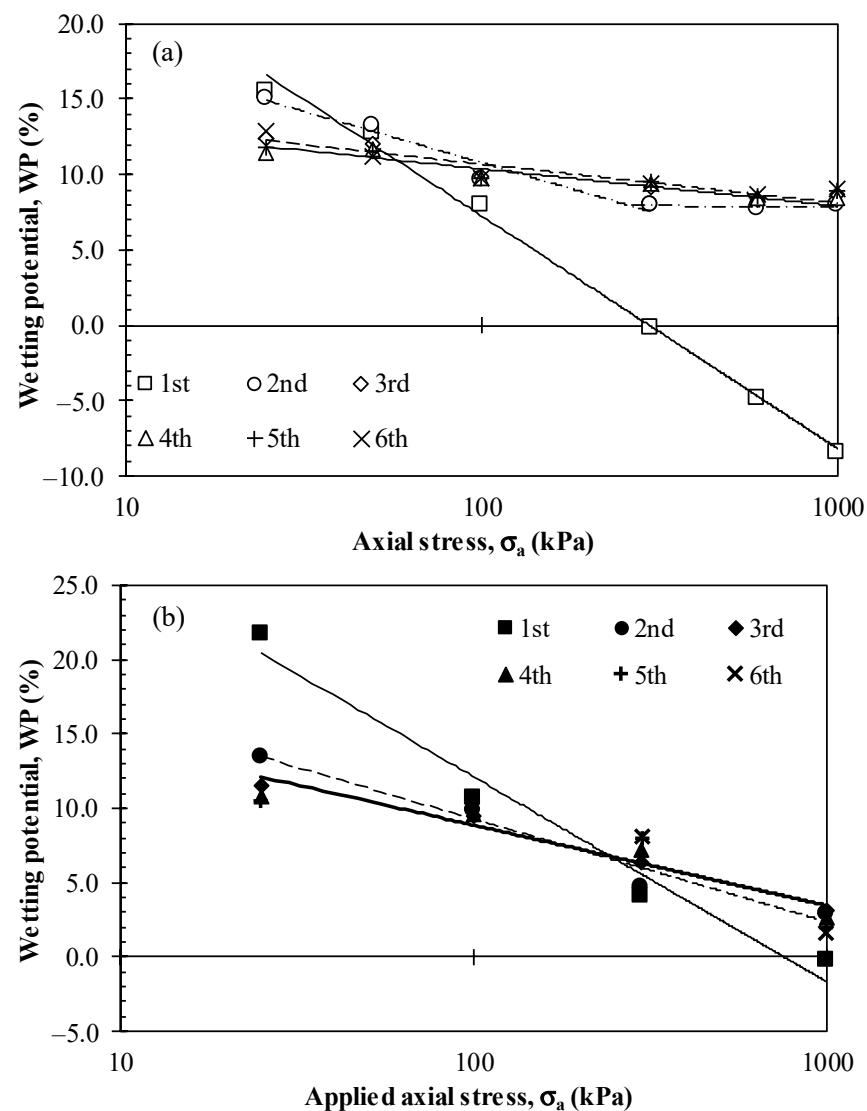 (a)
Wetting potential, WP (%)
20.0
15.0
10.0
5.0
0.0
–5.0
–10.0
1st 2nd 3rd
4th 5th 6th
10 100 1000
Axial stress, σa (kPa)
(b)
Wetting potential, WP (%)
25.0
20.0
15.0
10.0
5.0
0.0
–5.0
1st 2nd 3rd
4th 5th 6th
10 100 1000
Applied axial stress, σa (kPa)